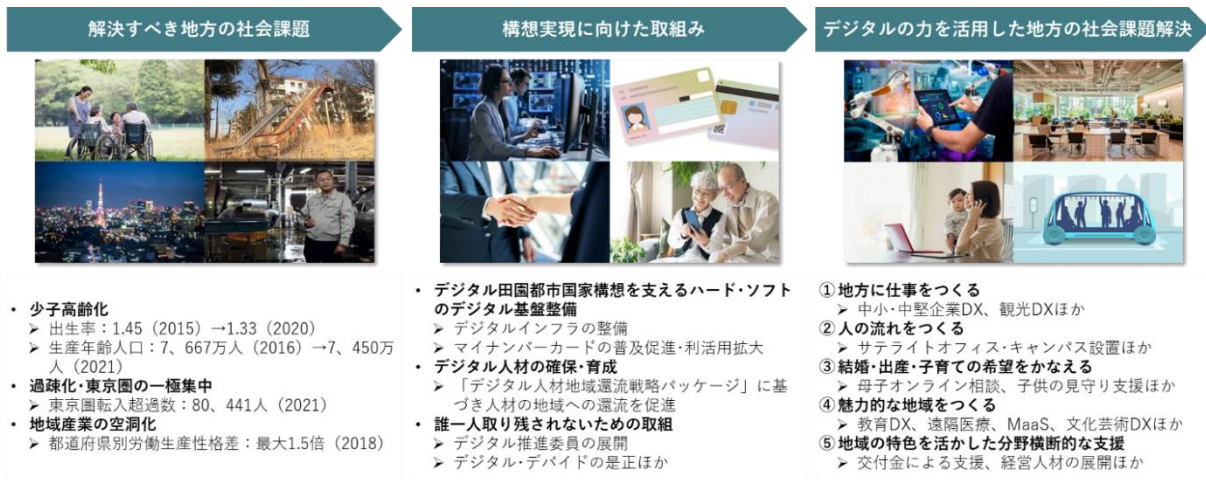 解決すべき地方の社会課題
• 少子高齢化
➢ 出生率：1.45（2015）→1.33（2020）
➢ 生産年齢人口：7、667万人（2016）→7、450万
人（2021）
• 過疎化・東京圏の一極集中
➢ 東京圏転入超過数：80、441人（2021）
• 地域産業の空洞化
➢ 都道府県別労働生産性格差：最大1.5倍（2018）
構想実現に向けた取組み
• デジタル田園都市国家構想を支えるハード・ソフト
のデジタル基盤整備
➢ デジタルインフラの整備
➢ マイナンバーカードの普及促進・利活用拡大
• デジタル人材の確保・育成
➢ 「デジタル人材地域還流戦略パッケージ」に基
づき人材の地域への還流を促進
• 誰一人取り残されないための取組
➢ デジタル推進委員の展開
➢ デジタル・デバイドの是正ほか
デジタルの力を活用した地方の社会課題解決
①地方に仕事をつくる
➢ 中小・中堅企業DX、観光DXほか
②人の流れをつくる
➢ サテライトオフィス・キャンパス設置ほか
③結婚・出産・子育ての希望をかなえる
➢ 母子オンライン相談、子供の見守り支援ほか
④魅力的な地域をつくる
➢ 教育DX、遠隔医療、MaaS、文化芸術DXほか
⑤地域の特色を活かした分野横断的な支援
➢ 交付金による支援、経営人材の展開ほか